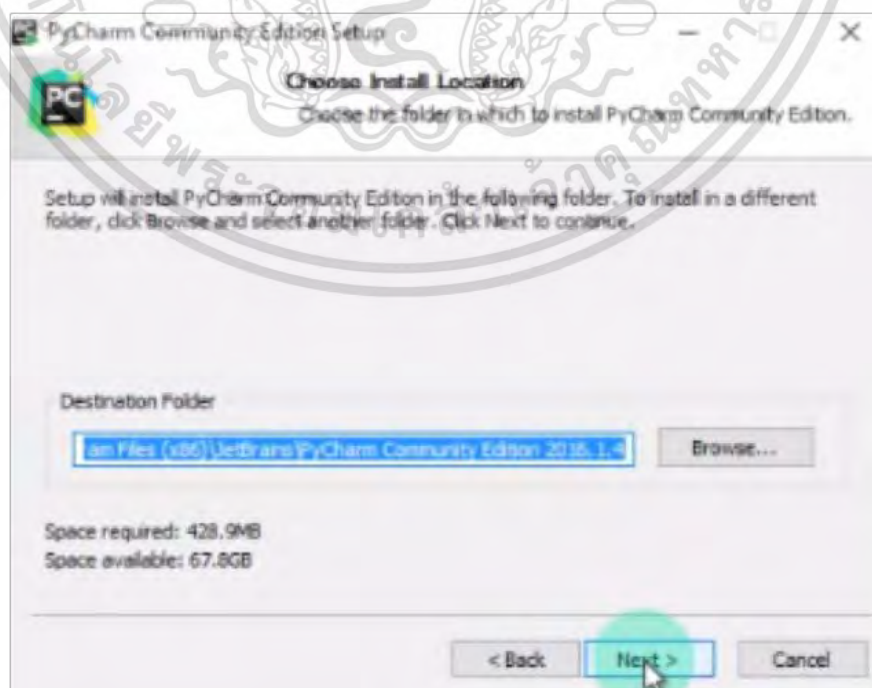 PyCharm Community Edition Setup
PC
Choose Install Location
Choose the folder in which to install PyCharm Community Edition.
Setup will install PyCharm Community Edition in the following folder. To install in a different
folder, click Browse and select another folder. Click Next to continue.
Destination Folder
am Files (x86)\JetBrains\PyCharm Community Edition 2016.1.4
Browse...
Space required: 428.9MB
Space available: 67.8GB
< Back
Next >
Cancel